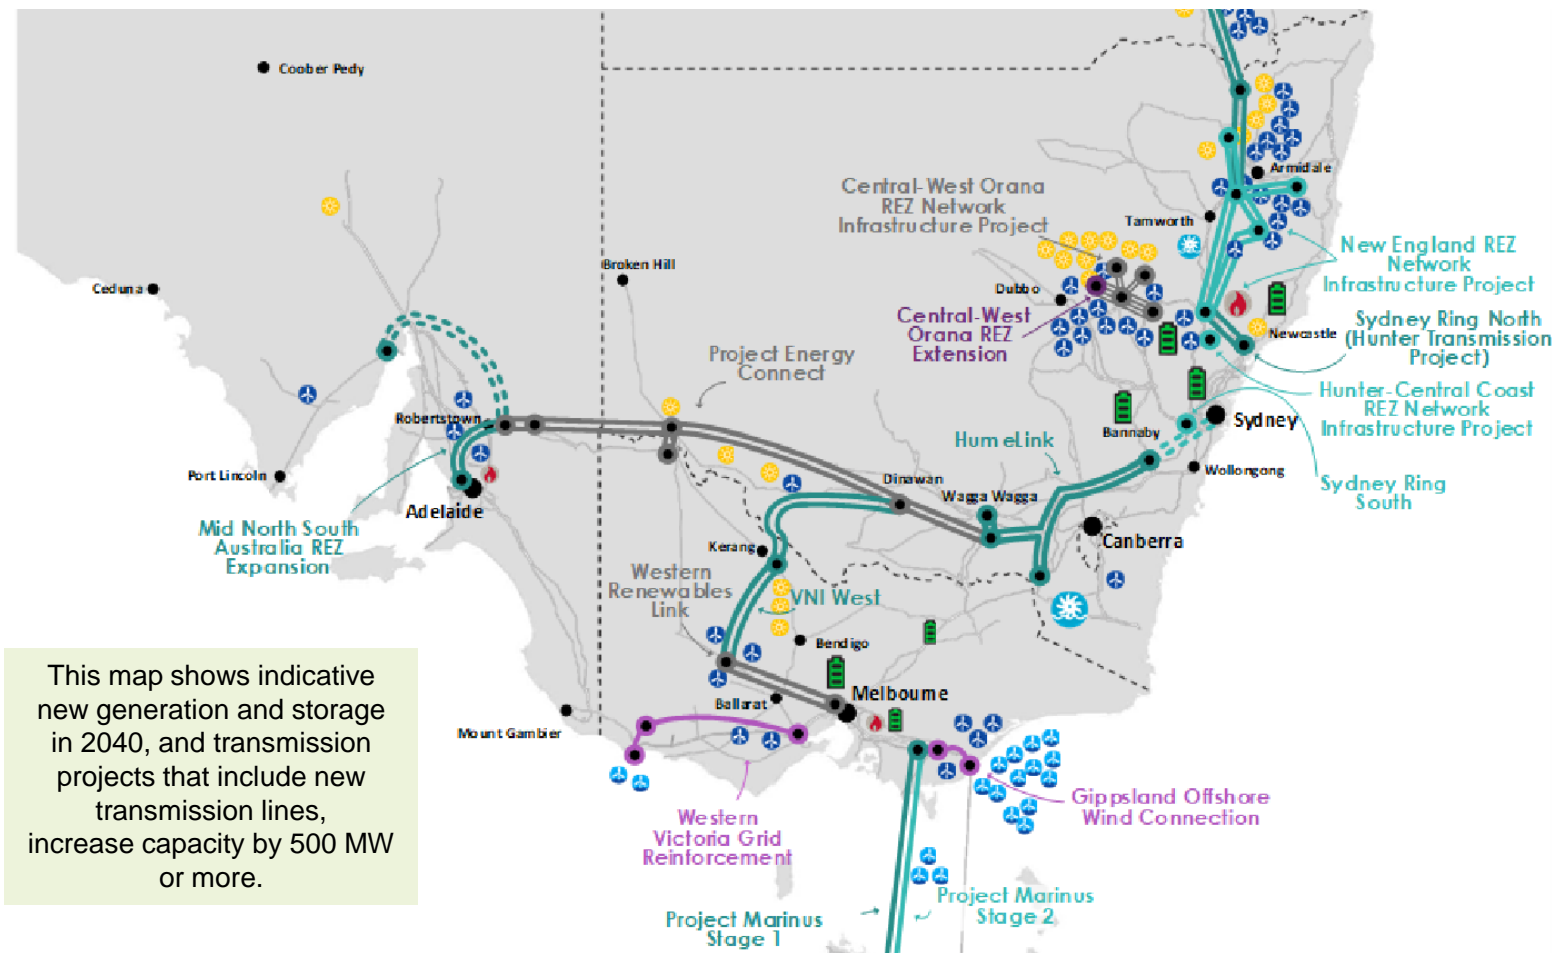 Coober Pedy
Armidale
Central-West Orana
REZ Network
Infrastructure Project
Tamworth
New England REZ
Network
Infrastructure Project
Broken Hill
Ceduna
Dubbo
Central-West
Orana REZ
Extension
Newcastle
Sydney Ring North
(Hunter Transmission
Project)
Project Energy
Connect
Hunter-Central Coast
REZ Network
Infrastructure Project
Robertstown
Sydney
Bannaby
HumeLink
Port Lincoln
Wollongong
Dinawan
Wagga Wagga
Sydney Ring
South
Adelaide
Mid North South
Australia REZ
Expansion
Canberra
Kerang
Western
Renewables
Link
VNI West
Bendigo
This map shows indicative
new generation and storage
in 2040, and transmission
projects that include new
transmission lines,
increase capacity by 500 MW
or more.
Melbourne
Ballarat
Mount Gambier
Western
Victoria Grid
Reinforcement
Gippsland Offshore
Wind Connection
Project Marinus
Stage 1
Project Marinus
Stage 2